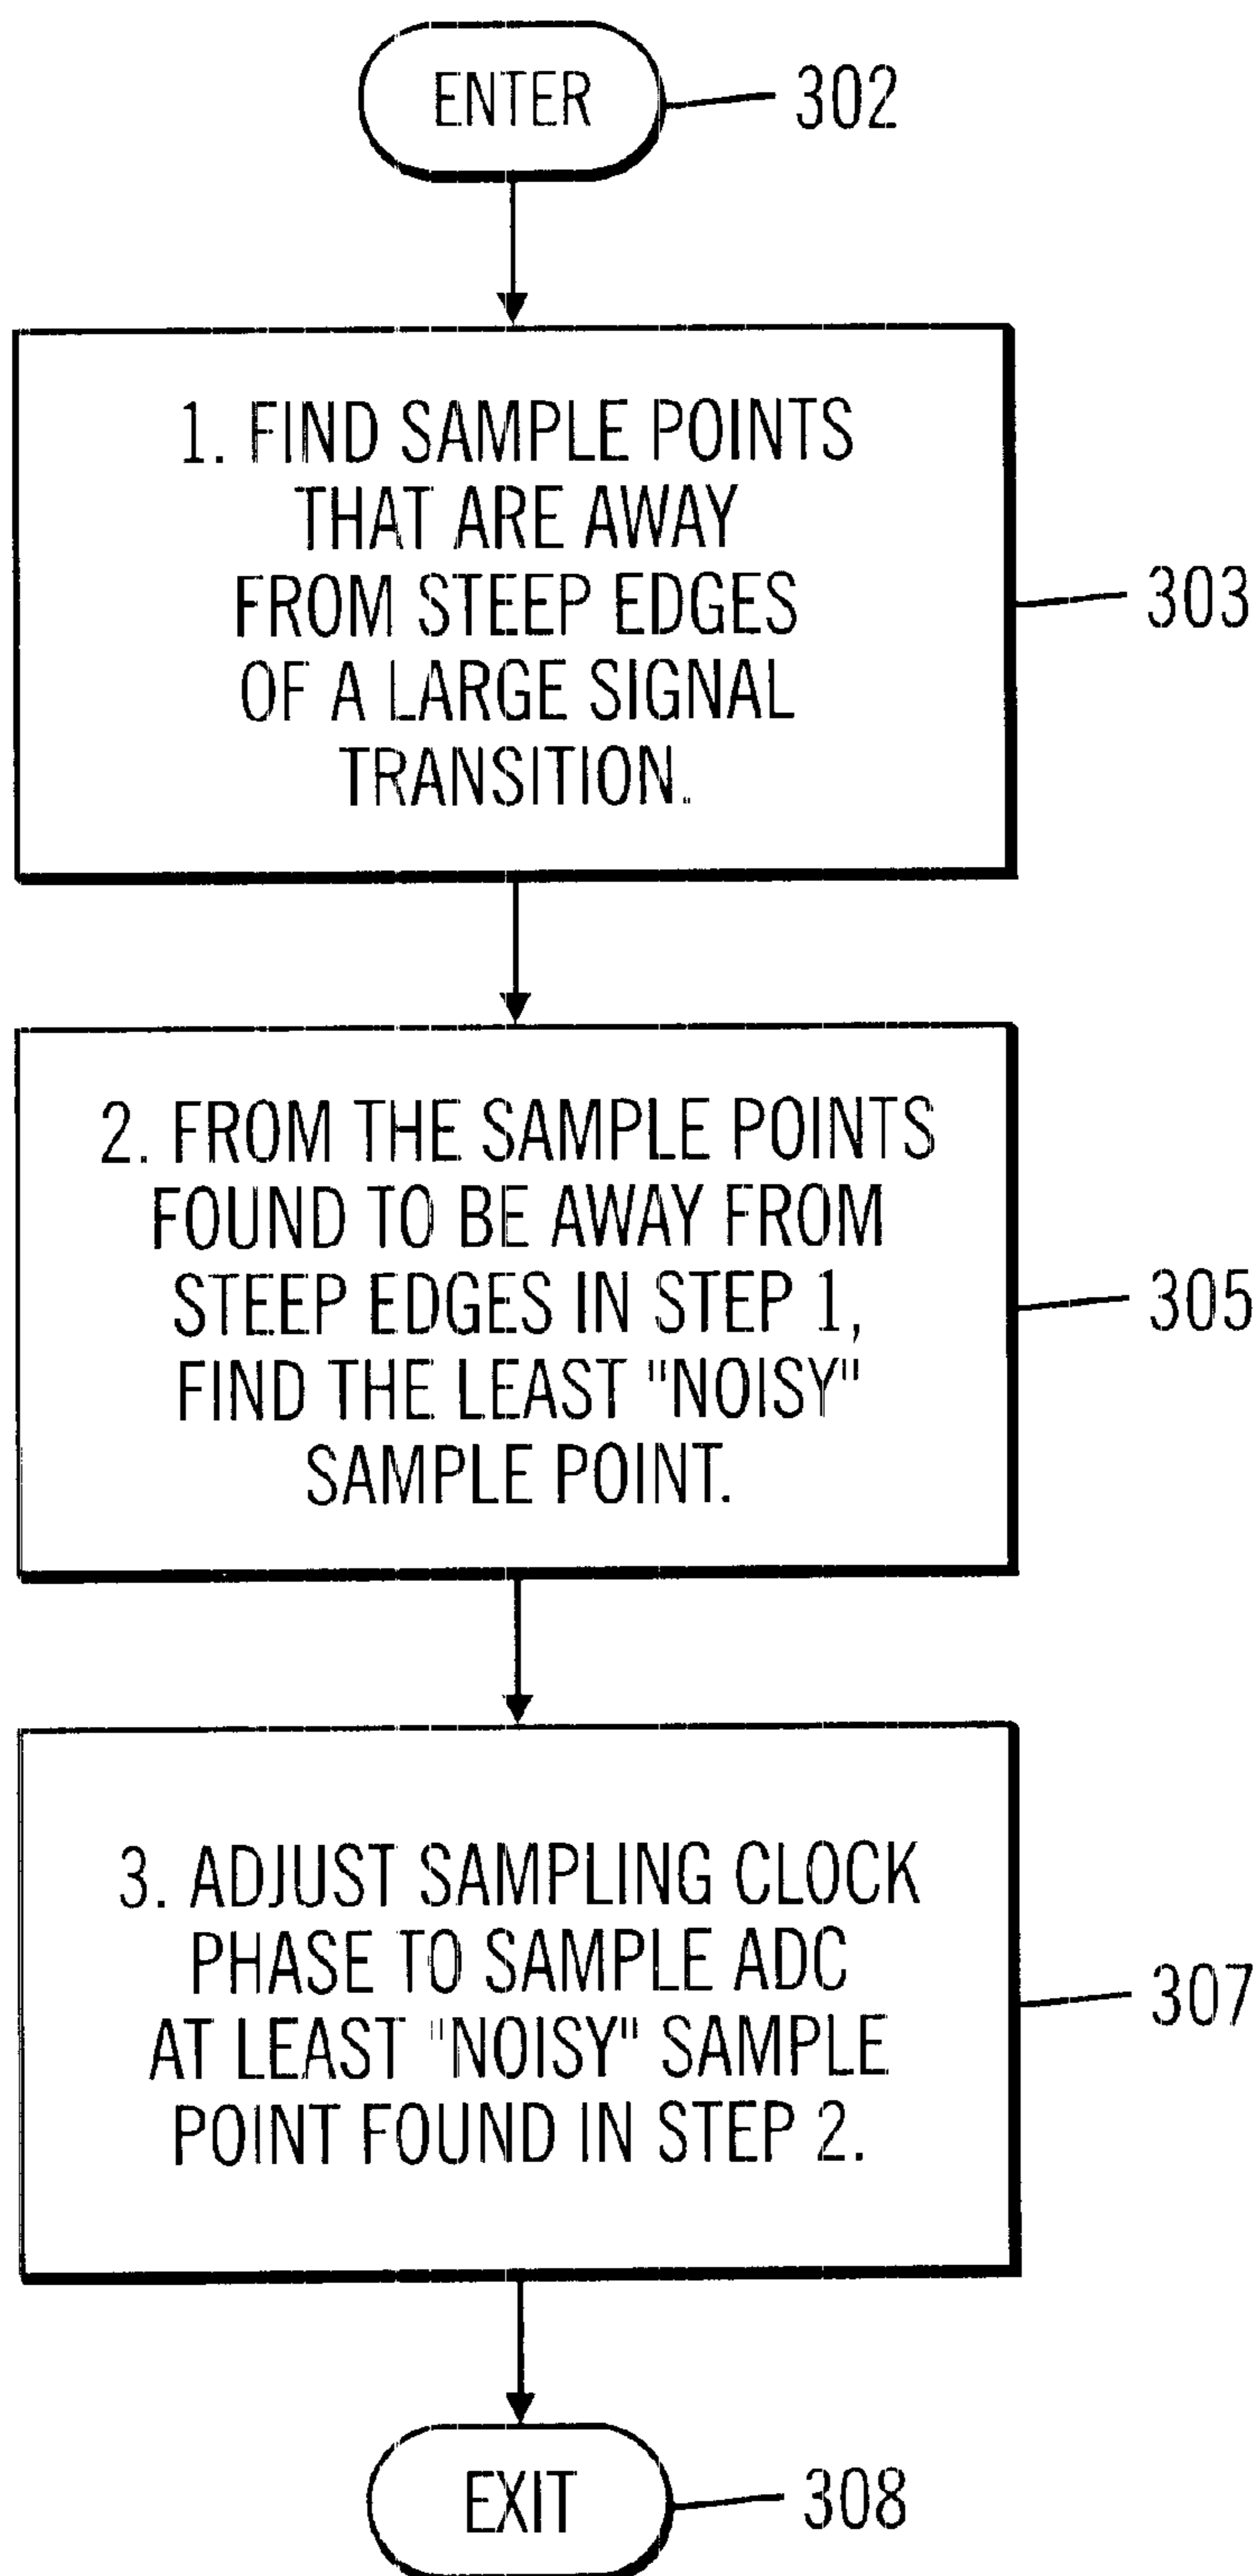 ENTER
302
1. FIND SAMPLE POINTS
THAT ARE AWAY
FROM STEEP EDGES
OF A LARGE SIGNAL
TRANSITION.
303
2. FROM THE SAMPLE POINTS
FOUND TO BE AWAY FROM
STEEP EDGES IN STEP 1,
FIND THE LEAST "NOISY"
SAMPLE POINT.
305
3. ADJUST SAMPLING CLOCK
PHASE TO SAMPLE ADC
AT LEAST "NOISY" SAMPLE
POINT FOUND IN STEP 2.
307
EXIT
308